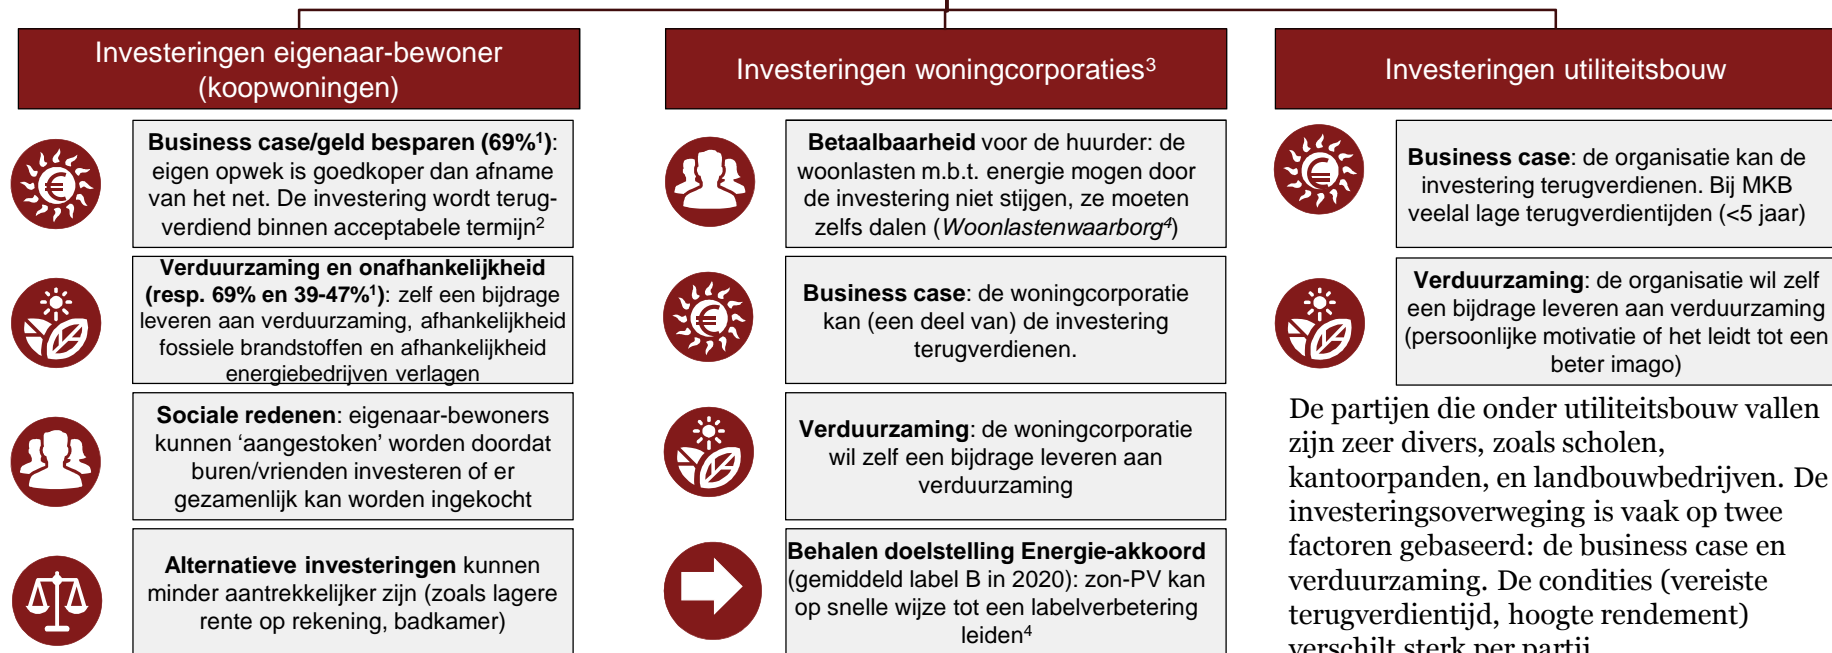 Investeringen eigenaar-bewoner
(koopwoningen)
Business case/geld besparen (69%¹):
eigen opwek is goedkoper dan afname
van het net. De investering wordt terug-
verdiend binnen acceptabele termijn²
Verduurzaming en onafhankelijkheid
(resp. 69% en 39-47%¹): zelf een bijdrage
leveren aan verduurzaming, afhankelijkheid
fossiele brandstoffen en afhankelijkheid
energiebedrijven verlagen
Sociale redenen: eigenaar-bewoners
kunnen ‘aangestoken’ worden doordat
buren/vrienden investeren of er
gezamenlijk kan worden ingekocht
Alternatieve investeringen kunnen
minder aantrekkelijker zijn (zoals lagere
rente op rekening, badkamer)
Investeringen woningcorporaties³
Betaalbaarheid voor de huurder: de
woonlasten m.b.t. energie mogen door
de investering niet stijgen, ze moeten
zelfs dalen (Woonlastenwaarborg⁴)
€
Business case: de woningcorporatie
kan (een deel van) de investering
terugverdienen.
Verduurzaming: de woningcorporatie
wil zelf een bijdrage leveren aan
verduurzaming
Behalen doelstelling Energie-akkoord
(gemiddeld label B in 2020): zon-PV kan
op snelle wijze tot een labelverbetering
leiden⁴
Investeringen utiliteitsbouw
€
Business case: de organisatie kan de
investering terugverdienen. Bij MKB
veelal lage terugverdientijden (<5 jaar)
Verduurzaming: de organisatie wil zelf
een bijdrage leveren aan verduurzaming
(persoonlijke motivatie of het leidt tot een
beter imago)
De partijen die onder utiliteitsbouw vallen
zijn zeer divers, zoals scholen,
kantoorpanden, en landbouwbedrijven. De
investeringsoverweging is vaak op twee
factoren gebaseerd: de business case en
verduurzaming. De condities (vereiste
terugverdientijd, hoogte rendement)
verschilt sterk per partij